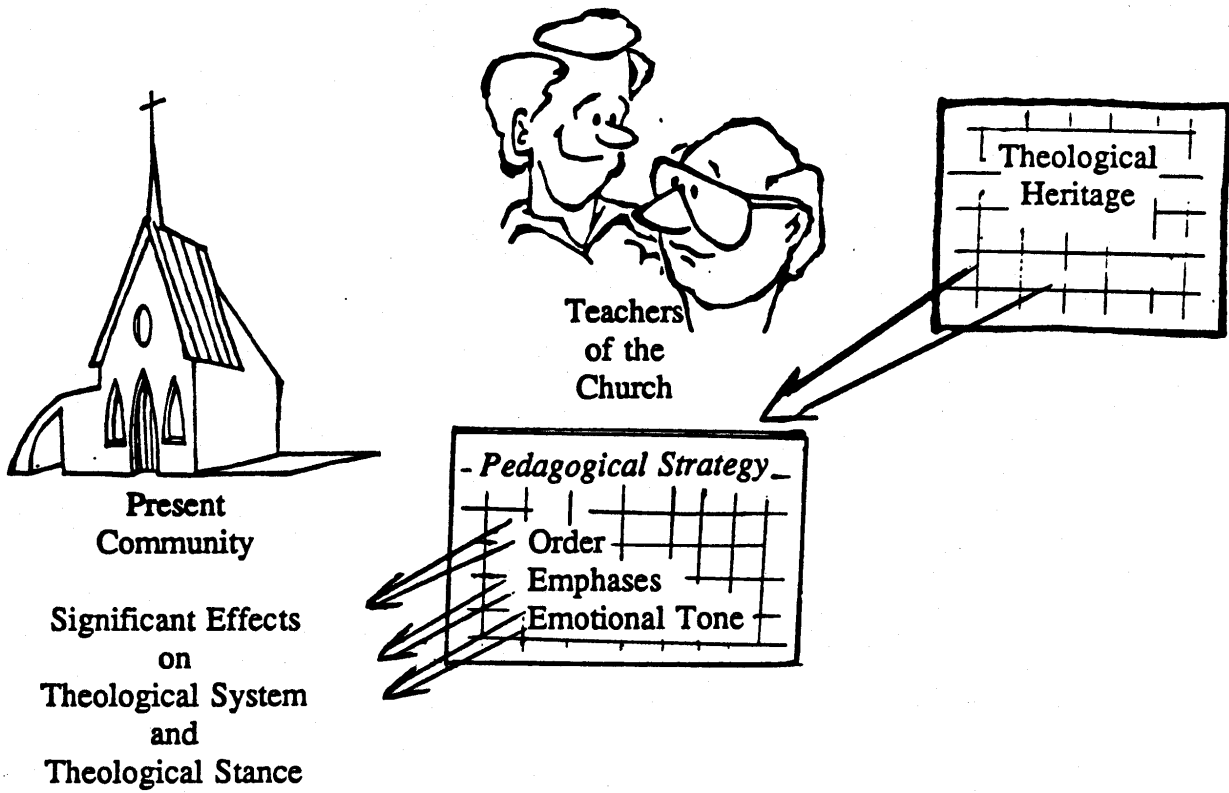 Theological
Heritage
Teachers
of the
Church
Pedagogical Strategy
Order
Emphases
Emotional Tone
Present
Community
Significant Effects
on
Theological System
and
Theological Stance